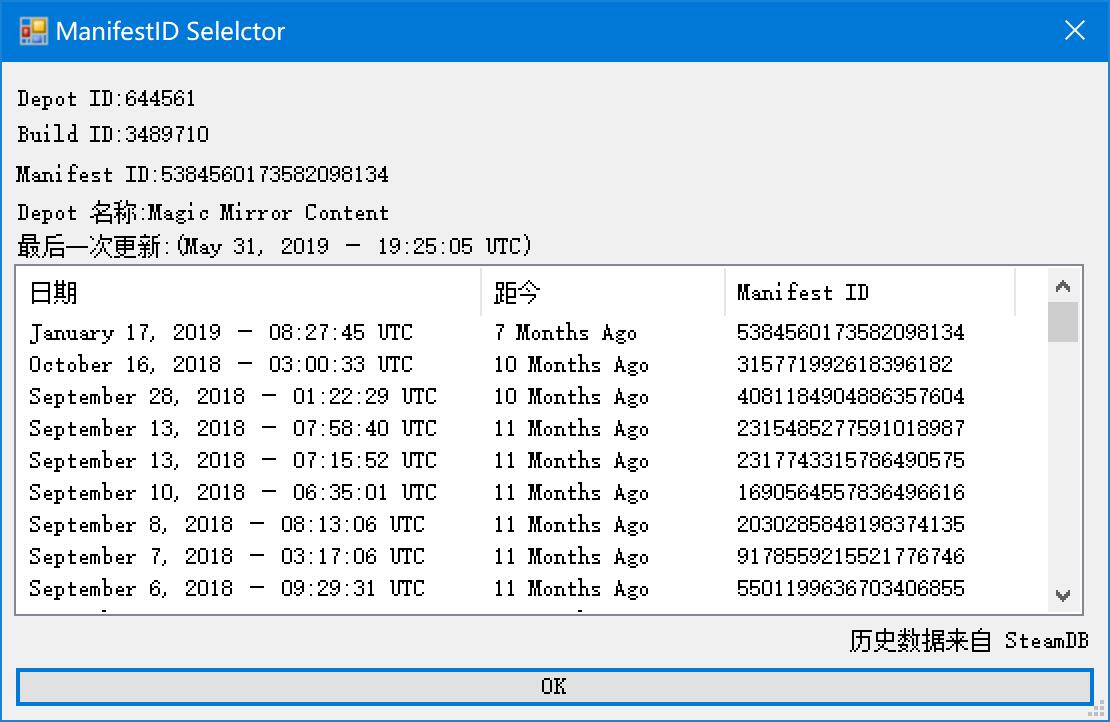 ManifestID Selelctor
Depot ID:644561
Build ID:3489710
Manifest ID:5384560173582098134
Depot 名称:Magic Mirror Content
最后一次更新:(May 31, 2019 – 19:25:05 UTC)
日期 距今 Manifest ID
January 17, 2019 – 08:27:45 UTC 7 Months Ago 5384560173582098134
October 16, 2018 – 03:00:33 UTC 10 Months Ago 315771992618396182
September 28, 2018 – 01:22:29 UTC 10 Months Ago 4081184904886357604
September 13, 2018 – 07:58:40 UTC 11 Months Ago 2315485277591018987
September 13, 2018 – 07:15:52 UTC 11 Months Ago 2317743315786490575
September 10, 2018 – 06:35:01 UTC 11 Months Ago 1690564557836496616
September 8, 2018 – 08:13:06 UTC 11 Months Ago 2030285848198374135
September 7, 2018 – 03:17:06 UTC 11 Months Ago 9178559215521776746
September 6, 2018 – 09:29:31 UTC 11 Months Ago 5501199636703406855
历史数据来自 SteamDB
OK